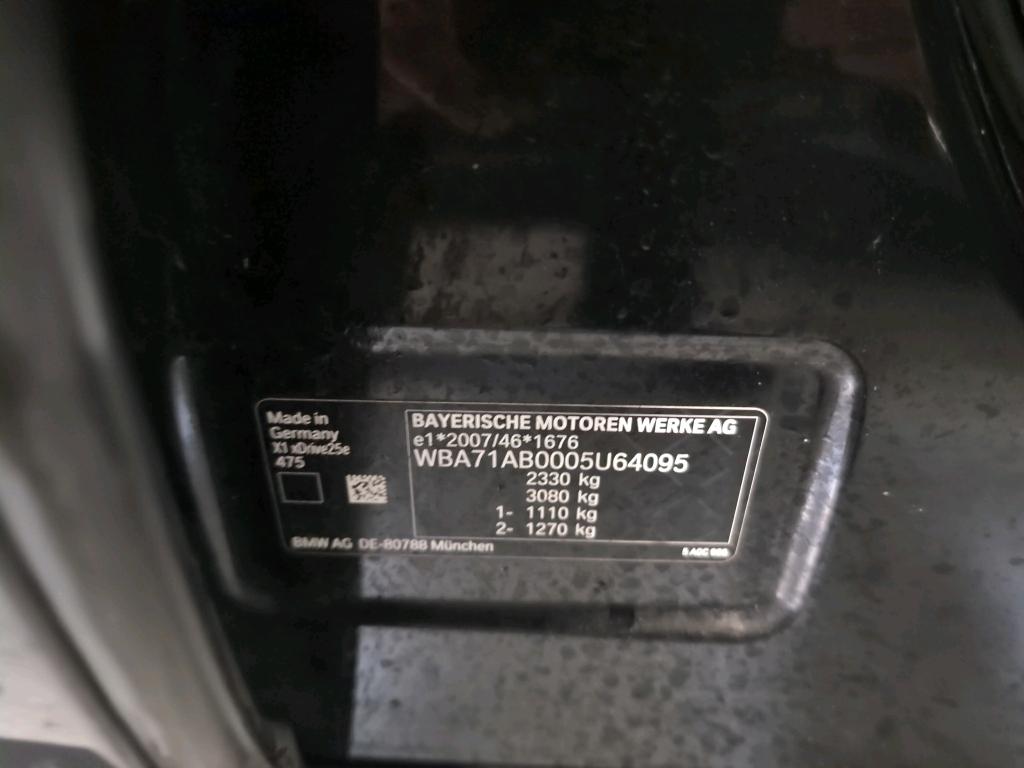 Made in
Germany
X1 xDrive25e
475
BAYERISCHE MOTOREN WERKE AG
e1*2007/46*1676
WBA71AB0005U64095
2330 kg
3080 kg
1- 1110 kg
2- 1270 kg
BMW AG DE-80788 München